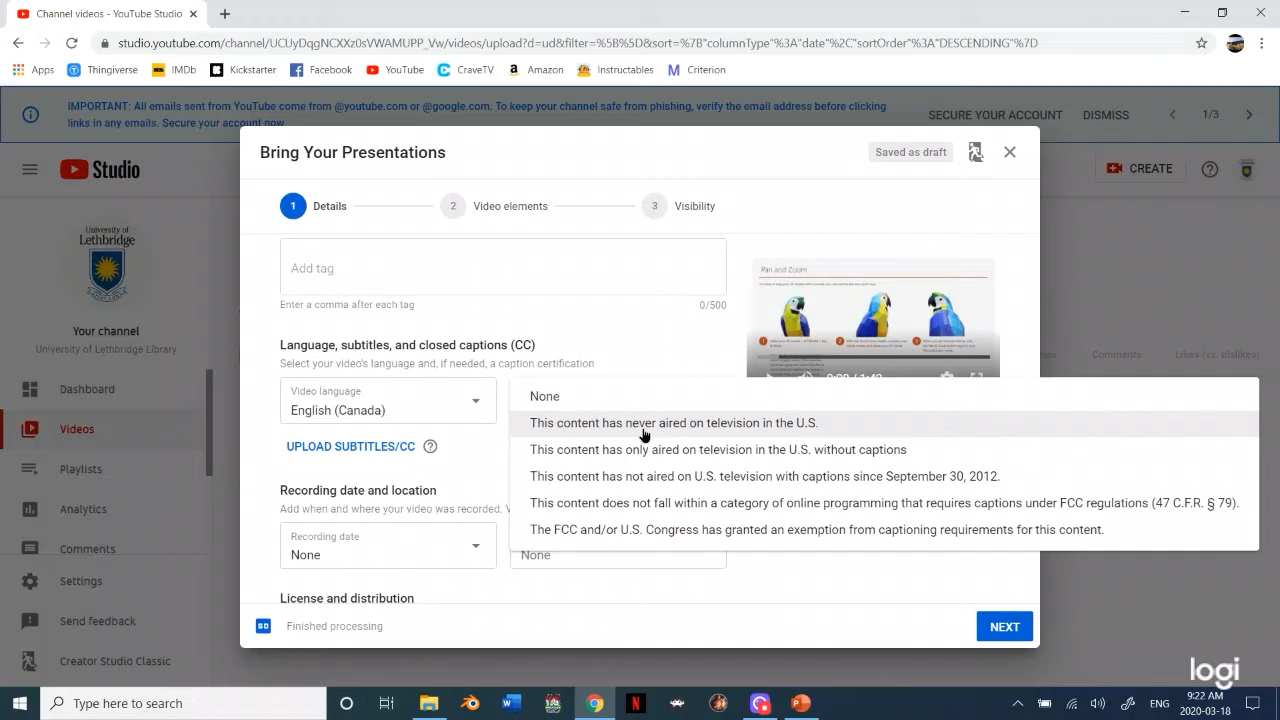 Channel videos - YouTube Studio
studio.youtube.com/channel/UCUyDqgNCXXz0sVWAMUPP_Vw/videos/upload?d=ud&filter=%5B%5D&sort=%7B"columnType"%3A"date"%2C"sortOrder"%3A"DESCENDING"%7D
Apps Thingiverse IMDb Kickstarter Facebook YouTube CraveTV Amazon Instructables Criterion
IMPORTANT: All emails sent from YouTube come from @youtube.com or @google.com. To keep your channel safe from phishing, verify the email address before clicking
links in any emails. Secure your account now
SECURE YOUR ACCOUNT DISMISS 1/3
Studio
CREATE
Bring Your Presentations
Saved as draft
1 Details 2 Video elements 3 Visibility
University of
Lethbridge
Your channel
University of Lethbridge Library
Dashboard
Videos
Playlists
Analytics
Comments
Settings
Send feedback
Creator Studio Classic
Add tag
Enter a comma after each tag 0/500
Pan and Zoom
Language, subtitles, and closed captions (CC)
Select your video's language and, if needed, a caption certification
Comments Likes (vs. dislikes)
Video language
English (Canada)
UPLOAD SUBTITLES/CC
None
This content has never aired on television in the U.S.
This content has only aired on television in the U.S. without captions
This content has not aired on U.S. television with captions since September 30, 2012.
This content does not fall within a category of online programming that requires captions under FCC regulations (47 C.F.R. § 79).
The FCC and/or U.S. Congress has granted an exemption from captioning requirements for this content.
Recording date and location
Add when and where your video was recorded.
Recording date
None
None
License and distribution
SD Finished processing
NEXT
logi
Type here to search
ENG
9:22 AM
2020-03-18